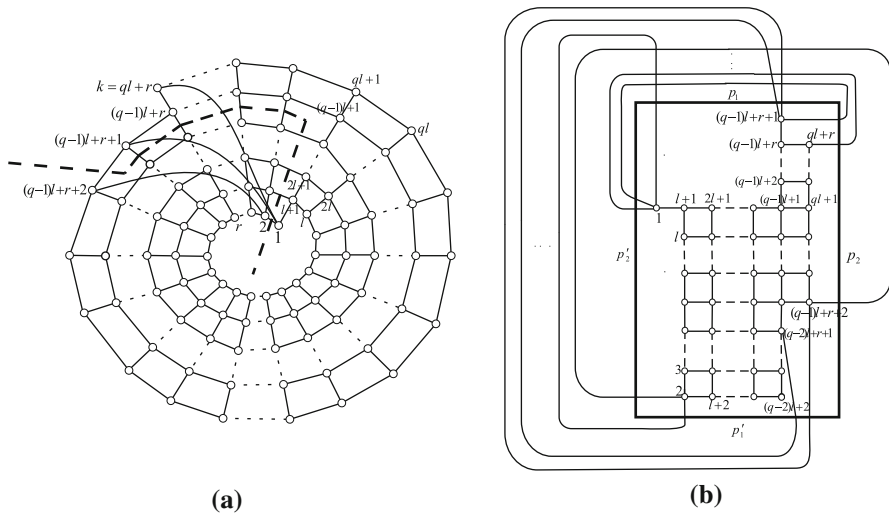 k = ql + r
(q-1)l + r
(q-1)l + r + 1
(q-1)l + r + 2
ql + 1
(q-1)l + 1
ql
2l + 1
2l
l + 1
l
r
2
1
(a)
p₁
(q-1)l + r + 1
(q-1)l + r
ql + r
(q-1)l + 2
l + 1
2l + 1
(q-1)l + 1
ql + 1
1
l
p′₂
p₂
(q-1)l + r + 2
(q-2)l + r + 1
3
2
l + 2
(q-2)l + 2
p′₁
(b)